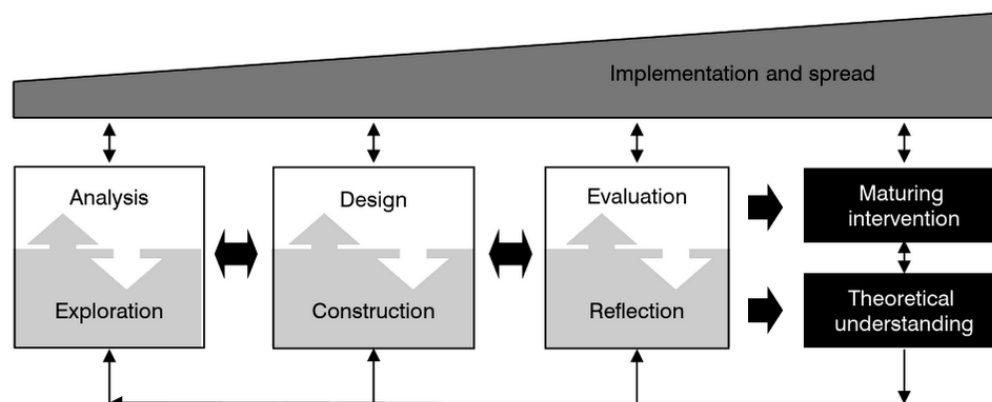 Implementation and spread
Analysis
Exploration
Design
Construction
Evaluation
Reflection
Maturing
intervention
Theoretical
understanding